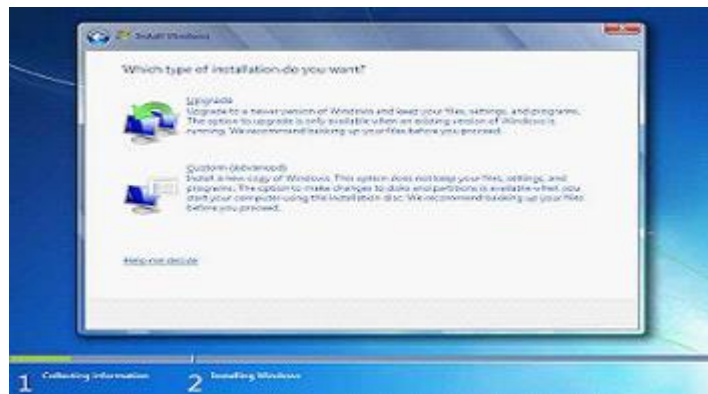 Install Windows
Which type of installation do you want?
Upgrade
Upgrade to a newer version of Windows and keep your files, settings, and programs.
The option to upgrade is only available when an existing version of Windows is
running. We recommend backing up your files before you proceed.
Custom (advanced)
Install a new copy of Windows. This option does not keep your files, settings, and
programs. The option to make changes to disks and partitions is available when you
start your computer using the installation disc. We recommend backing up your files
before you proceed.
Help me decide
1 Collecting information
2 Installing Windows